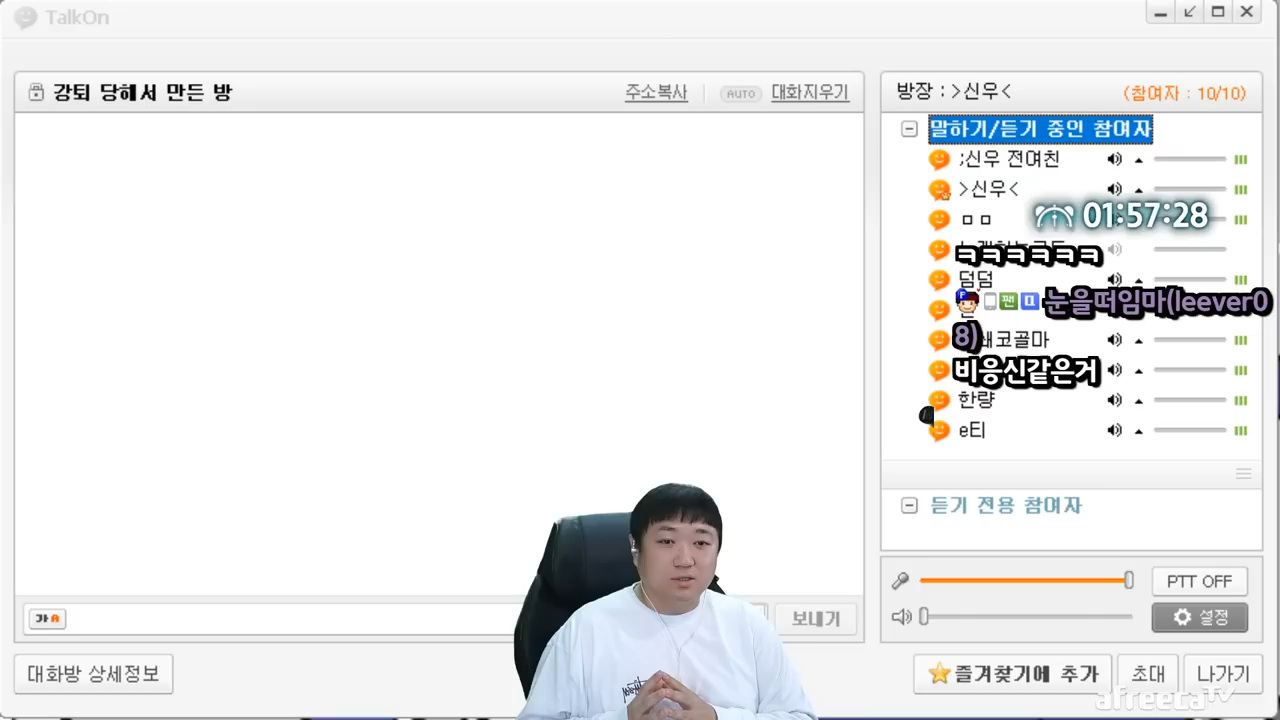 TalkOn
강퇴 당해서 만든 방
주소복사
AUTO
대화지우기
방장 : >신우<
(참여자 : 10/10)
말하기/듣기 중인 참여자
;신우 전여친
>신우<
ㅁㅁ
01:57:28
ㅋㅋㅋㅋㅋㅋ
덤덤
F 팬 눈을떠임마(leever0
8)
코골마
비응신같은거
한량
e티
듣기 전용 참여자
PTT OFF
설정
가A
보내기
대화방 상세정보
즐겨찾기에 추가
초대
나가기
afreecaTV